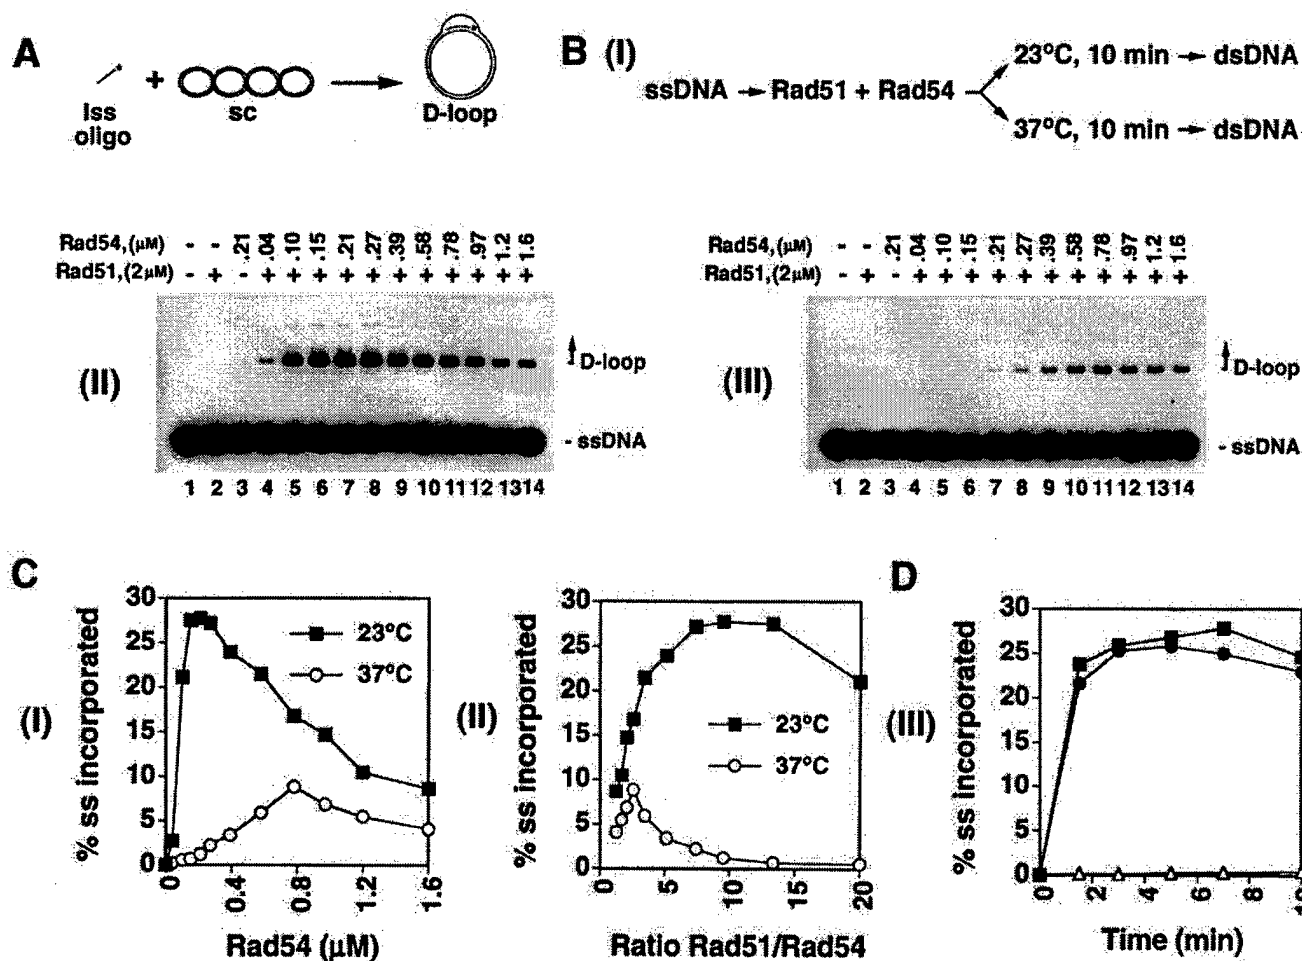 A
lss
oligo
+
sc
D-loop
B (I)
ssDNA → Rad51 + Rad54
23°C, 10 min → dsDNA
37°C, 10 min → dsDNA
(II)
Rad54,(μM) - - .21 .04 .10 .15 .21 .27 .39 .58 .78 .97 1.2 1.6
Rad51,(2μM) - + - + + + + + + + + + + +
D-loop
- ssDNA
1 2 3 4 5 6 7 8 9 10 11 12 13 14
(III)
Rad54,(μM) - - .21 .04 .10 .15 .21 .27 .39 .58 .78 .97 1.2 1.6
Rad51,(2μM) - + - + + + + + + + + + + +
D-loop
- ssDNA
1 2 3 4 5 6 7 8 9 10 11 12 13 14
C
(I)
% ss incorporated
30
25
20
15
10
5
0
23°C
37°C
0 0.4 0.8 1.2 1.6
Rad54 (μM)
(II)
% ss incorporated
30
25
20
15
10
5
0
23°C
37°C
0 5 10 15 20
Ratio Rad51/Rad54
D
(III)
% ss incorporated
30
25
20
15
10
5
0
0 2 4 6 8 10
Time (min)